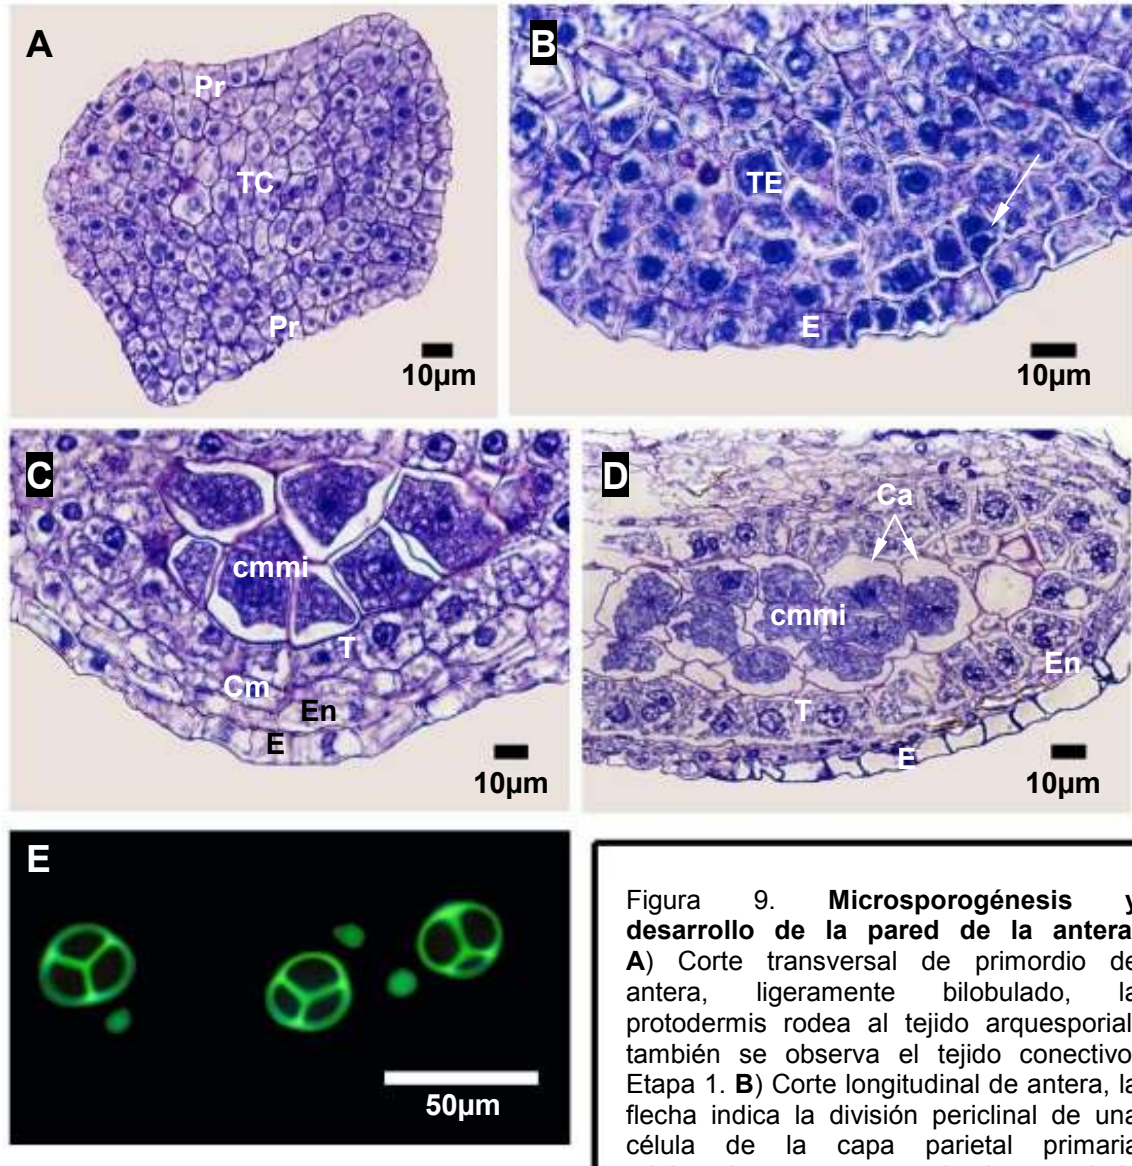 A
Pr
TC
Pr
10µm
B
TE
E
10µm
C
cmmi
T
Cm
En
E
10µm
D
Ca
cmmi
En
T
E
10µm
E
50µm
Figura 9. Microsporogénesis y
desarrollo de la pared de la antera
A) Corte transversal de primordio de
antera, ligeramente bilobulado, la
protodermis rodea al tejido arquesporial
también se observa el tejido conectivo
Etapa 1. B) Corte longitudinal de antera, la
flecha indica la división periclinal de una
célula de la capa parietal primaria